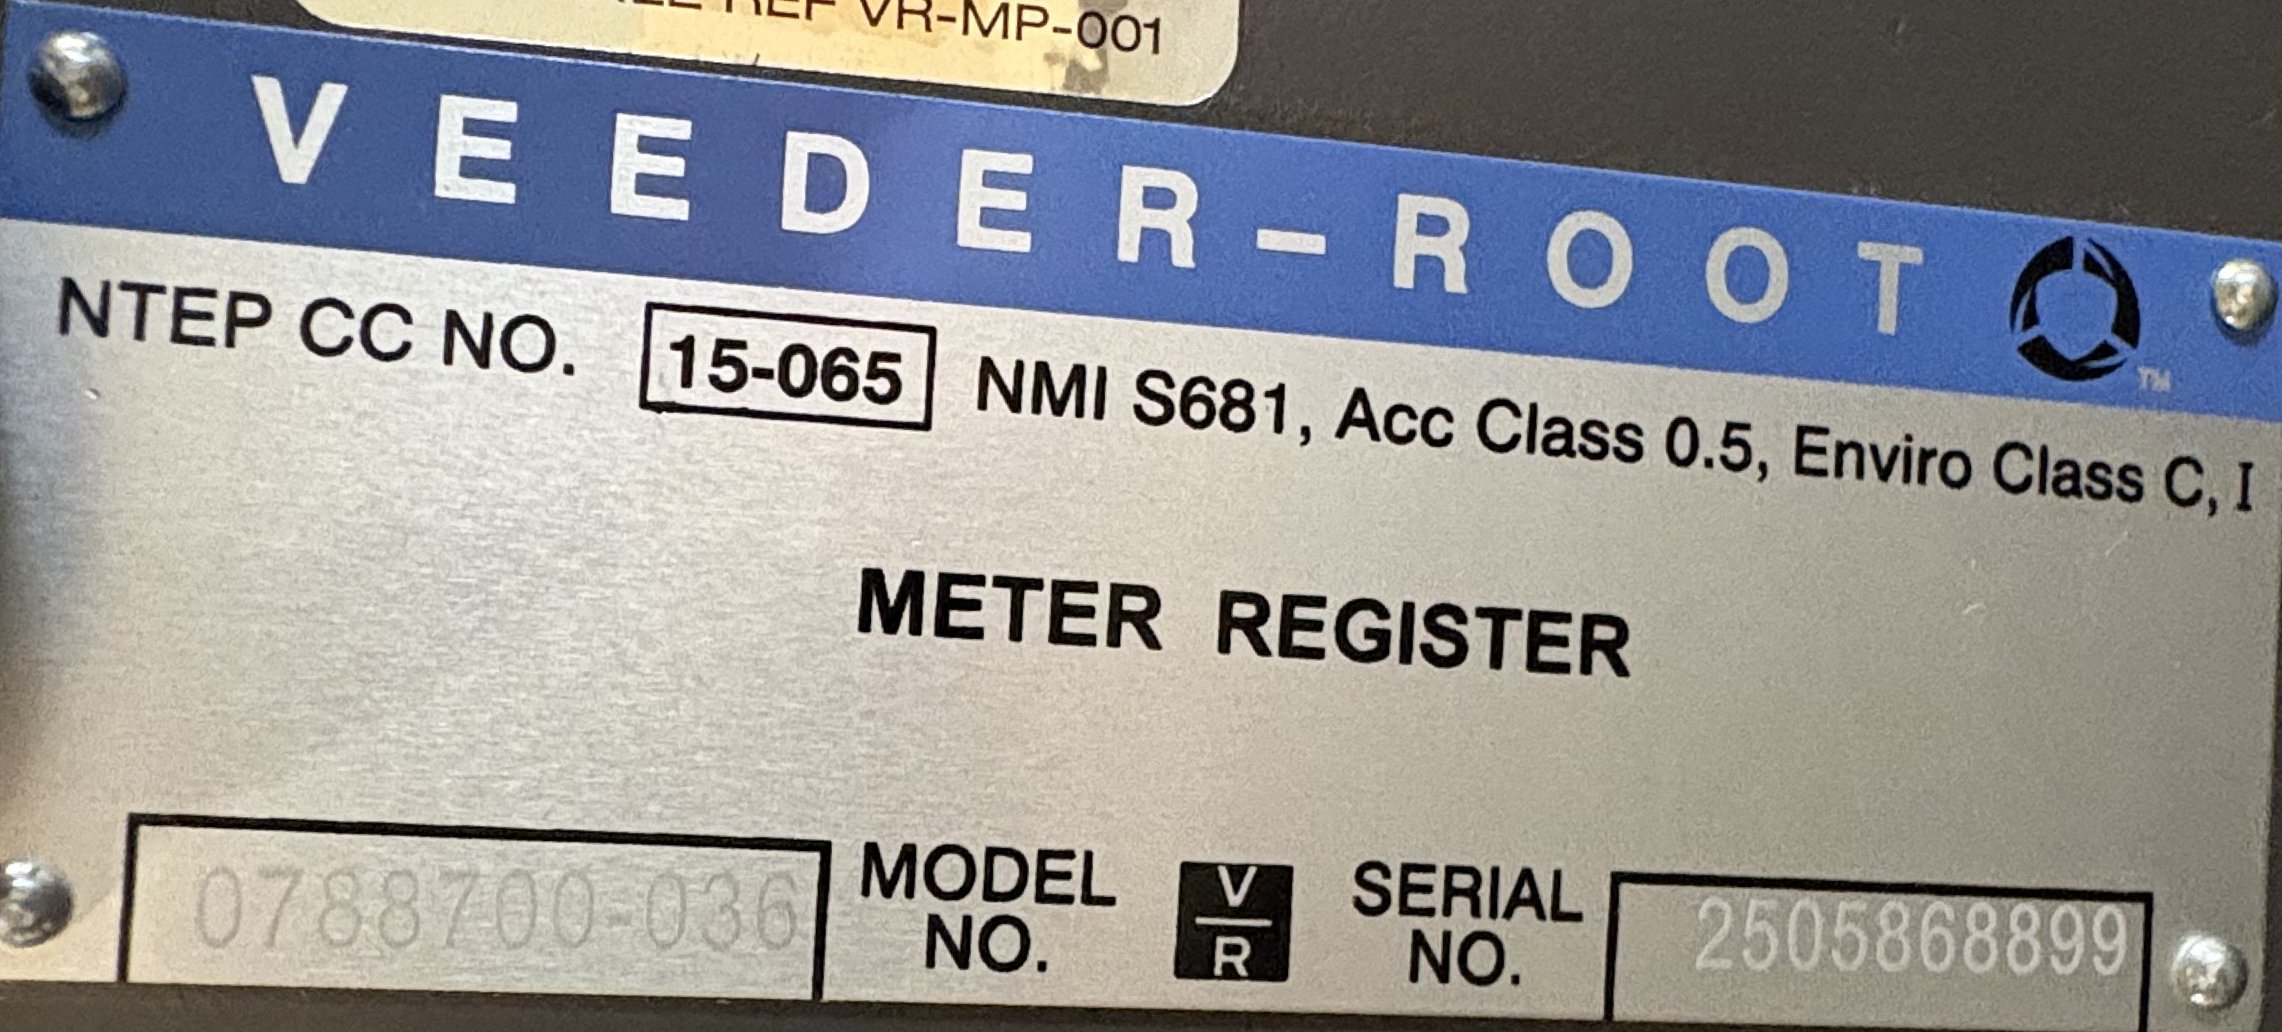 REF VR-MP-001
VEEDER-ROOT TM
NTEP CC NO. 15-065 NMI S681, Acc Class 0.5, Enviro Class C, I
METER REGISTER
0788700-036 MODEL NO. V/R SERIAL NO. 2505868899